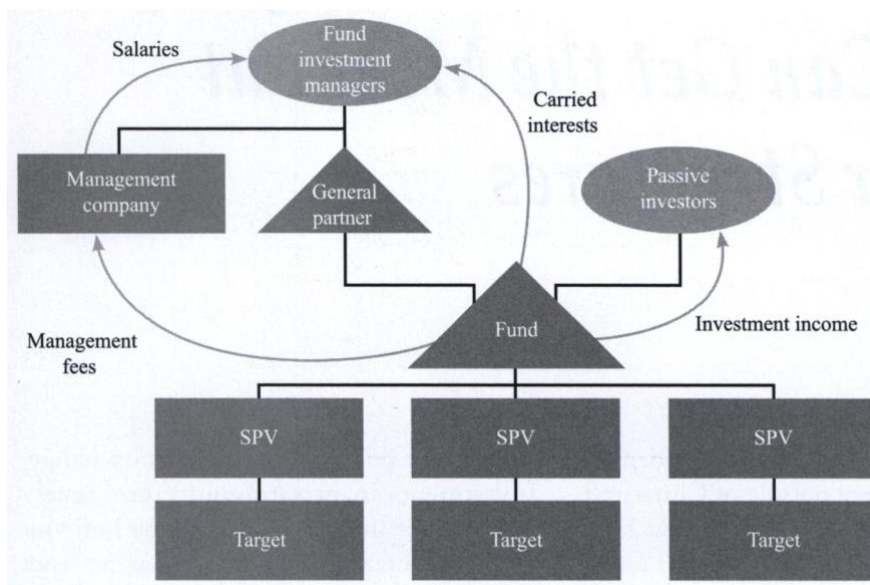 Salaries
Fund
investment
managers
Carried
interests
Management
company
General
partner
Passive
investors
Fund
Management
fees
Investment income
SPV
SPV
SPV
Target
Target
Target